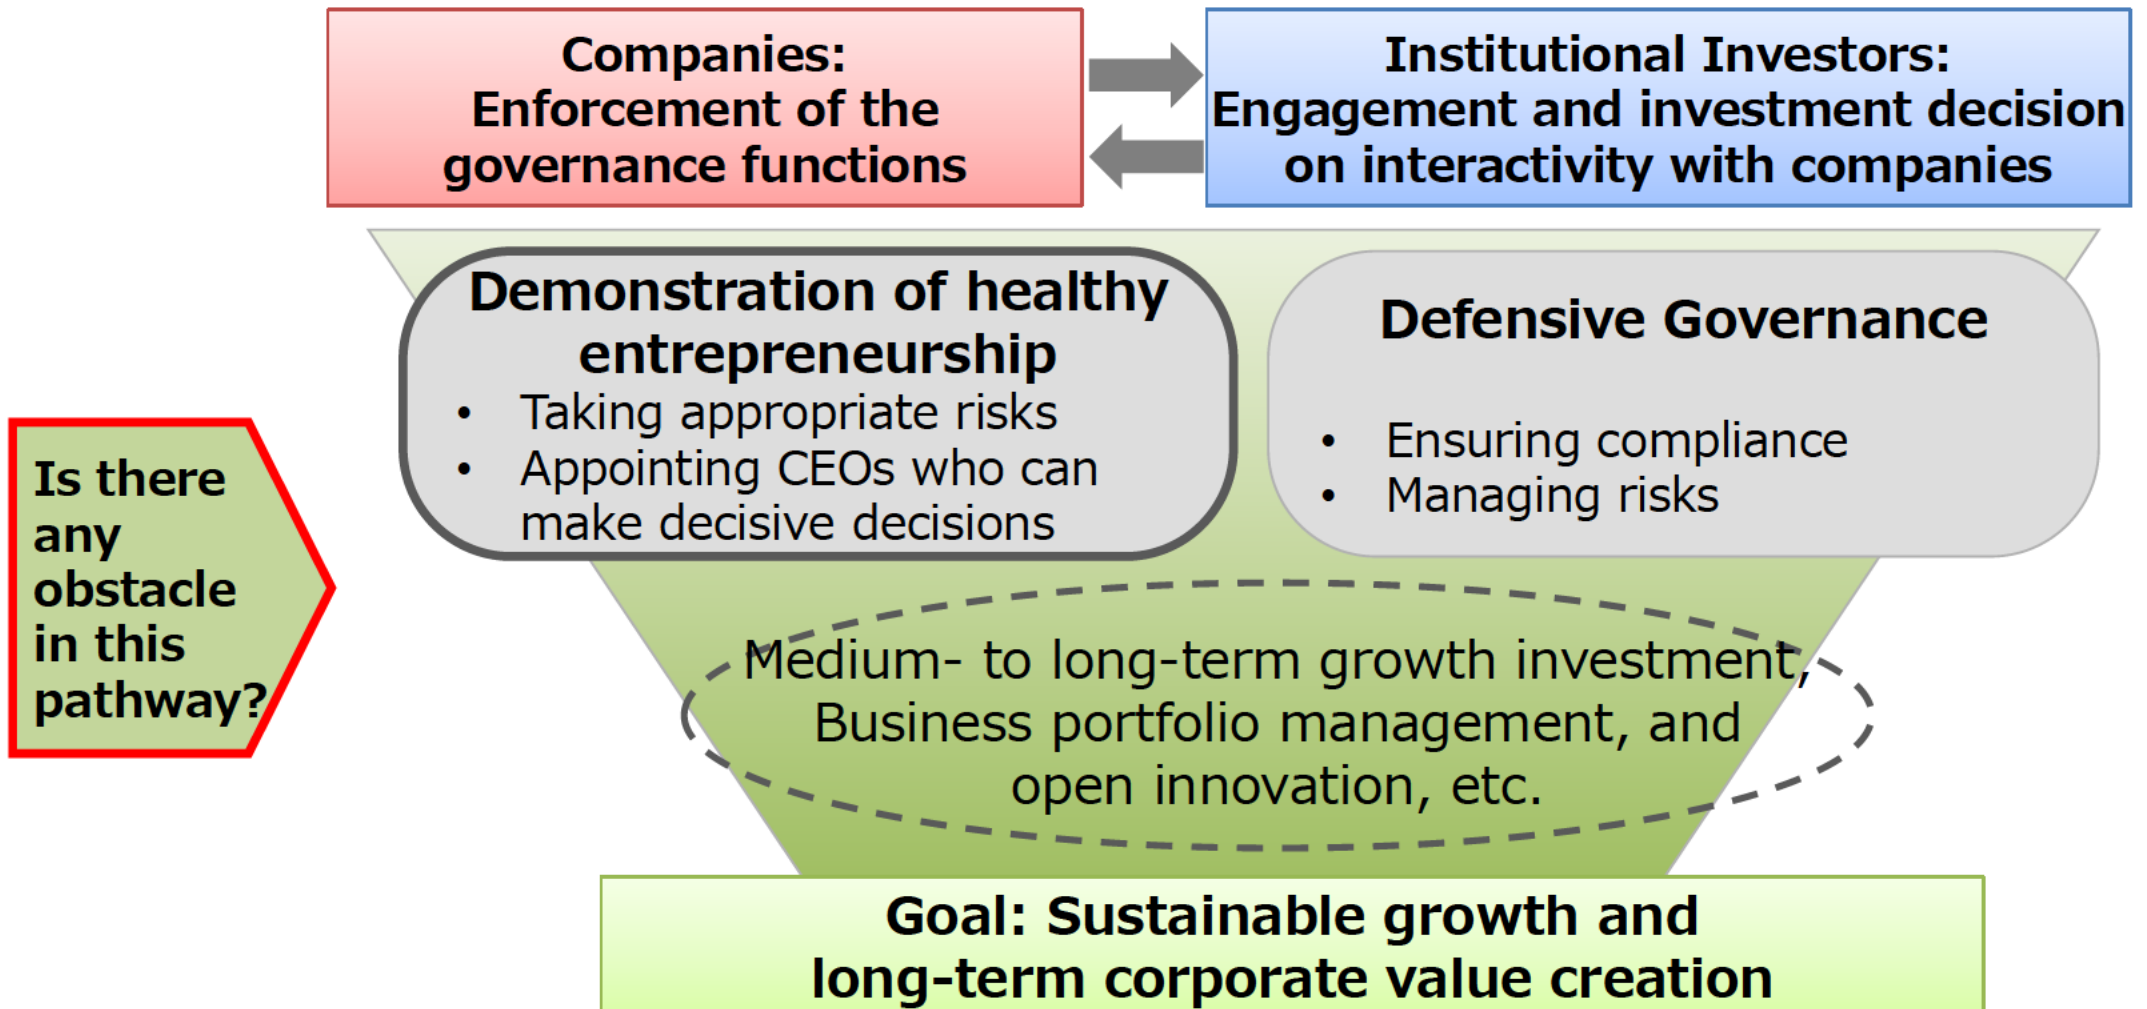 Companies:
Enforcement of the
governance functions
Institutional Investors:
Engagement and investment decision
on interactivity with companies
Demonstration of healthy
entrepreneurship
• Taking appropriate risks
• Appointing CEOs who can
make decisive decisions
Defensive Governance
• Ensuring compliance
• Managing risks
Is there
any
obstacle
in this
pathway?
Medium- to long-term growth investment,
Business portfolio management, and
open innovation, etc.
Goal: Sustainable growth and
long-term corporate value creation